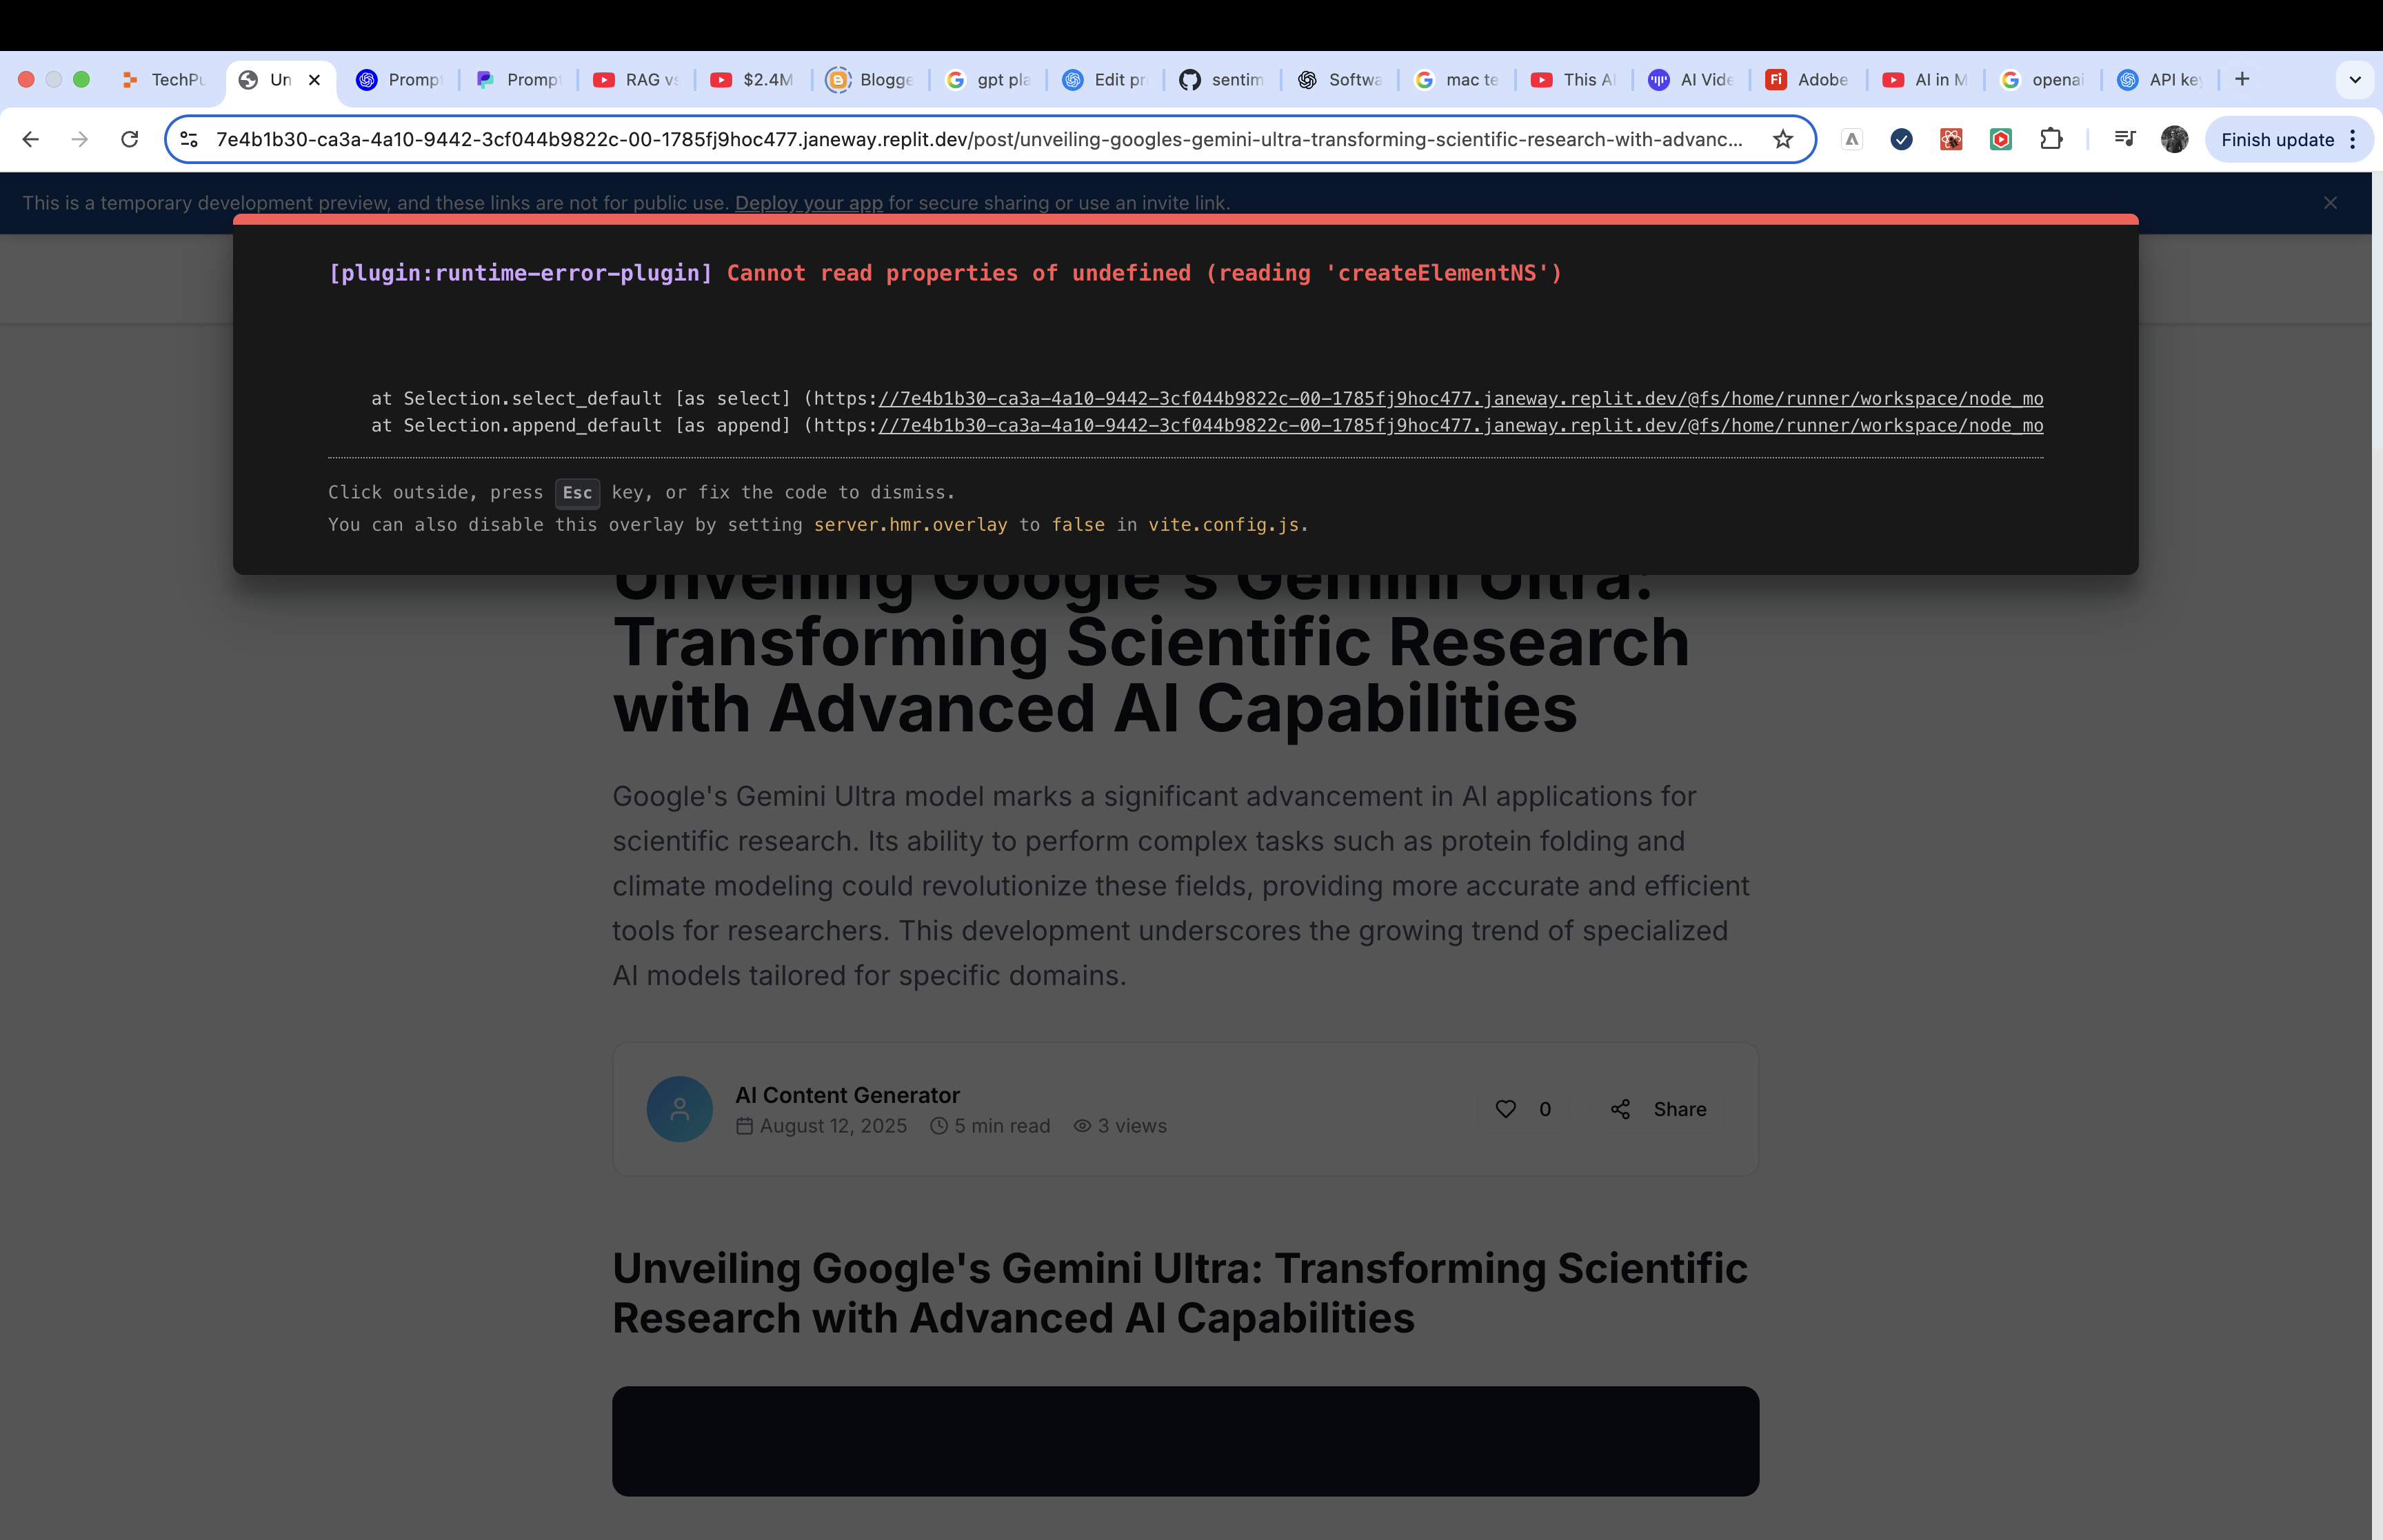 TechPu
Un
Prompt
Prompt
RAG vs
$2.4M
Blogge
gpt pla
Edit pr
sentim
Softwa
mac te
This AI
AI Vide
Adobe
AI in M
openai
API key
7e4b1b30-ca3a-4a10-9442-3cf044b9822c-00-1785fj9hoc477.janeway.replit.dev/post/unveiling-googles-gemini-ultra-transforming-scientific-research-with-advanc...
Finish update
This is a temporary development preview, and these links are not for public use. Deploy your app for secure sharing or use an invite link.
[plugin:runtime-error-plugin] Cannot read properties of undefined (reading 'createElementNS')
at Selection.select_default [as select] (https://7e4b1b30-ca3a-4a10-9442-3cf044b9822c-00-1785fj9hoc477.janeway.replit.dev/@fs/home/runner/workspace/node_mo
at Selection.append_default [as append] (https://7e4b1b30-ca3a-4a10-9442-3cf044b9822c-00-1785fj9hoc477.janeway.replit.dev/@fs/home/runner/workspace/node_mo
Click outside, press Esc key, or fix the code to dismiss.
You can also disable this overlay by setting server.hmr.overlay to false in vite.config.js.
Unveiling Google's Gemini Ultra:
Transforming Scientific Research
with Advanced AI Capabilities
Google's Gemini Ultra model marks a significant advancement in AI applications for
scientific research. Its ability to perform complex tasks such as protein folding and
climate modeling could revolutionize these fields, providing more accurate and efficient
tools for researchers. This development underscores the growing trend of specialized
AI models tailored for specific domains.
AI Content Generator
August 12, 2025 5 min read 3 views
0 Share
Unveiling Google's Gemini Ultra: Transforming Scientific
Research with Advanced AI Capabilities